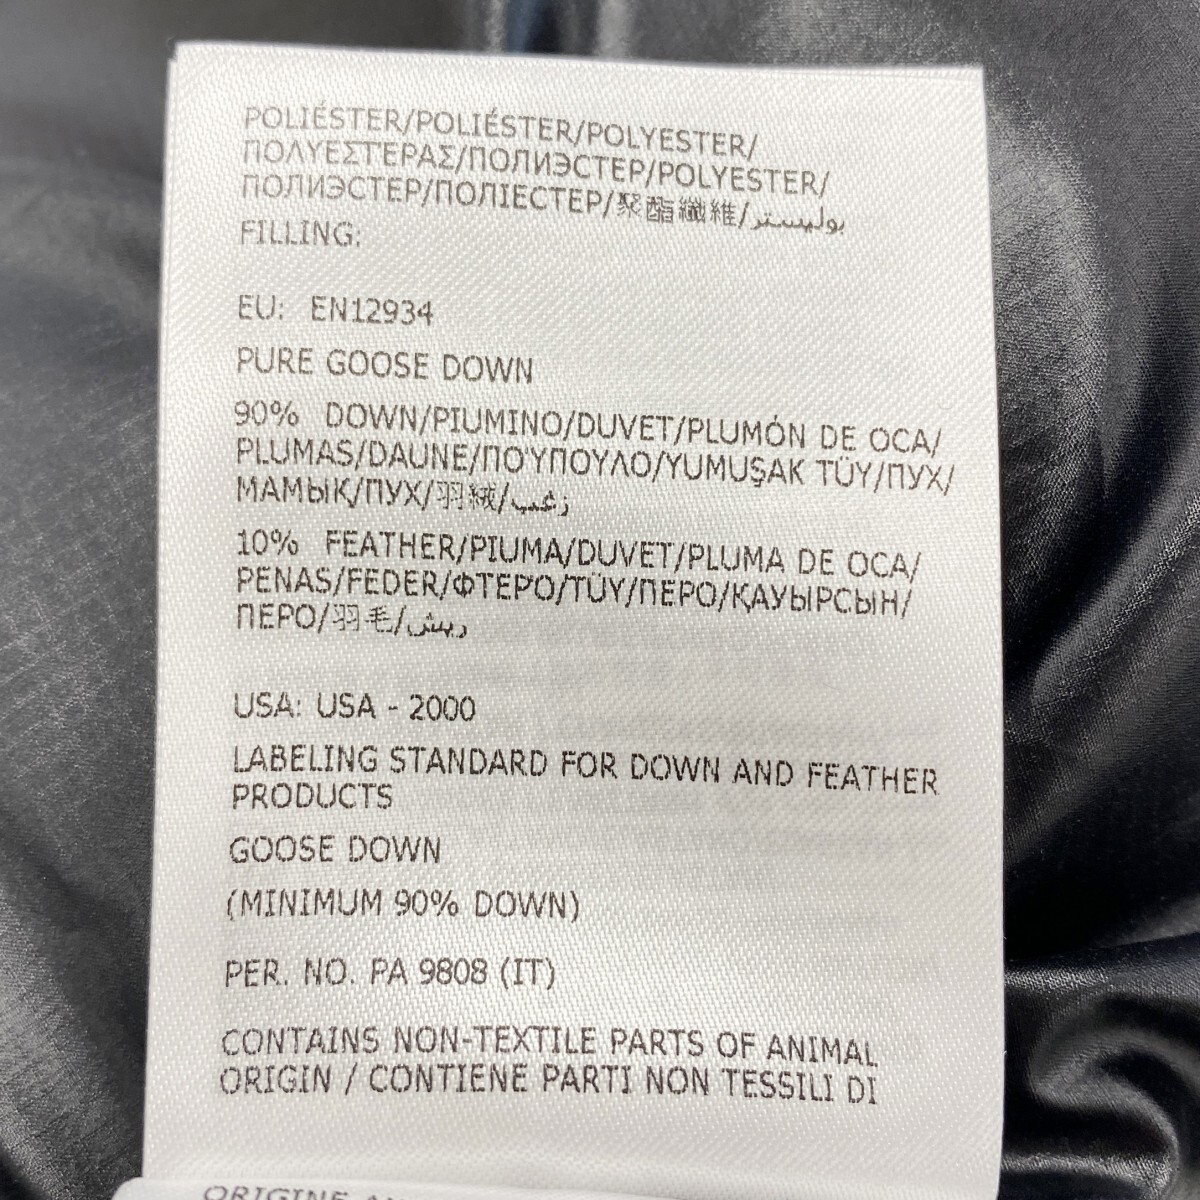 POLIÉSTER/POLIÉSTER/POLYESTER/
ΠΟΛΥΕΣΤΕΡΑΣ/ПОЛИЭСТЕР/POLYESTER/
ПОЛИЭСТЕР/ПОЛІЕСТЕР/聚酯纖維/بوليستر
FILLING:
EU: EN12934
PURE GOOSE DOWN
90% DOWN/PIUMINO/DUVET/PLUMÓN DE OCA/
PLUMAS/DAUNE/ΠΟΎΠΟΥΛΟ/YUMUŞAK TÜY/ПУХ/
МАМЫҚ/ПУХ/羽絨/زغب
10% FEATHER/PIUMA/DUVET/PLUMA DE OCA/
PENAS/FEDER/ΦΤΕΡΌ/TÜY/ПЕРО/ҚАУЫРСЫН/
ПЕРО/羽毛/ريش
USA: USA - 2000
LABELING STANDARD FOR DOWN AND FEATHER
PRODUCTS
GOOSE DOWN
(MINIMUM 90% DOWN)
PER. NO. PA 9808 (IT)
CONTAINS NON-TEXTILE PARTS OF ANIMAL
ORIGIN / CONTIENE PARTI NON TESSILI DI
ORIGINE